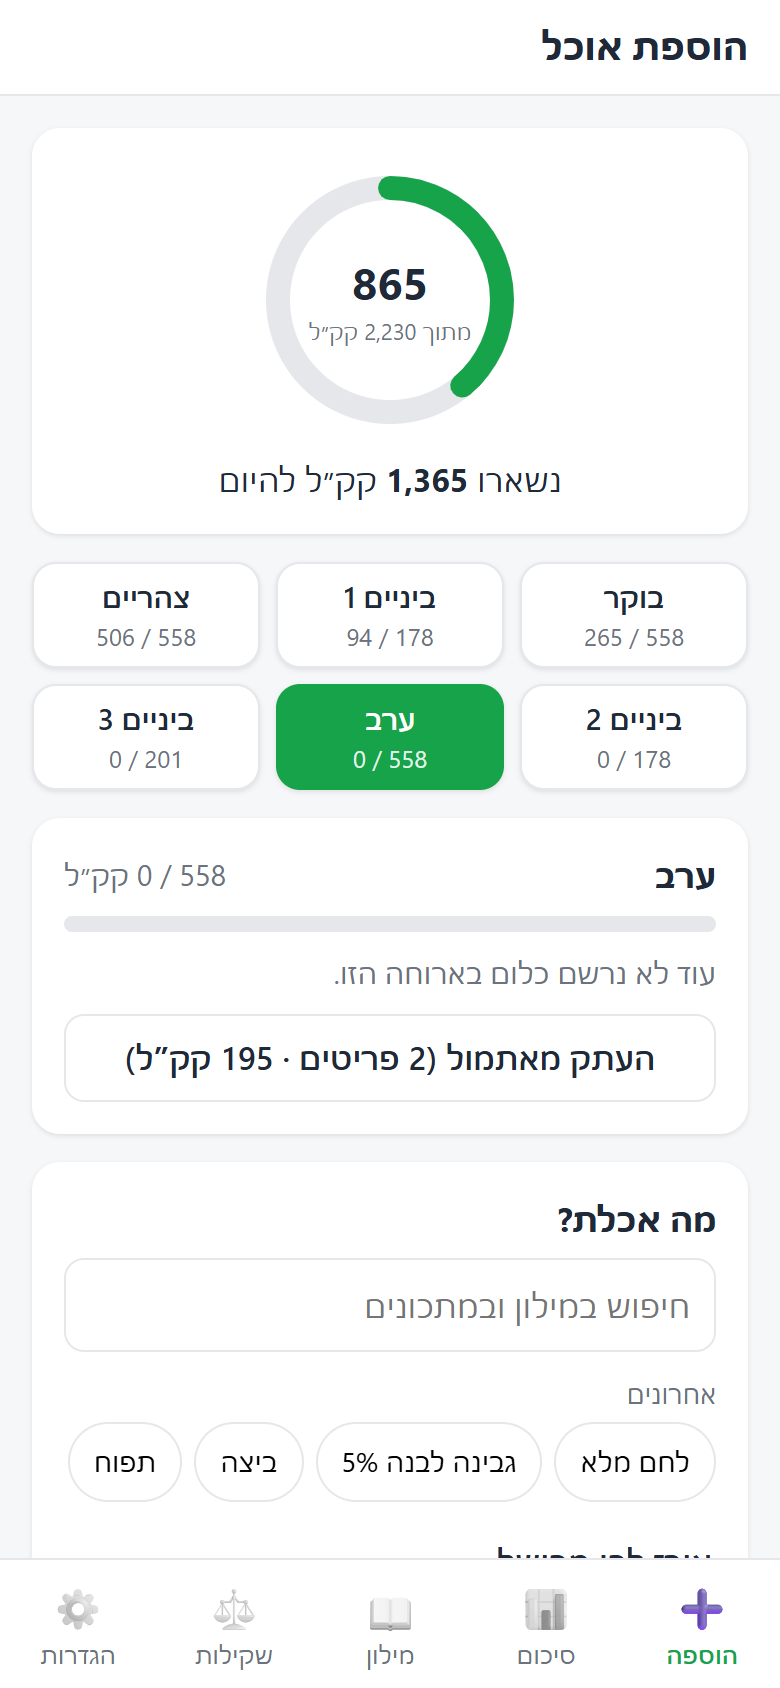 הוספת אוכל
865
מתוך 2,230 קק״ל
נשארו 1,365 קק״ל להיום
בוקר
265 / 558
ביניים 1
94 / 178
צהריים
506 / 558
ביניים 2
0 / 178
ערב
0 / 558
ביניים 3
0 / 201
ערב
0 / 558 קק״ל
עוד לא נרשם כלום בארוחה הזו.
העתק מאתמול (2 פריטים · 195 קק״ל)
מה אכלת?
חיפוש במילון ובמתכונים
אחרונים
לחם מלא
גבינה לבנה 5%
ביצה
תפוח
הוספה
סיכום
מילון
שקילות
הגדרות